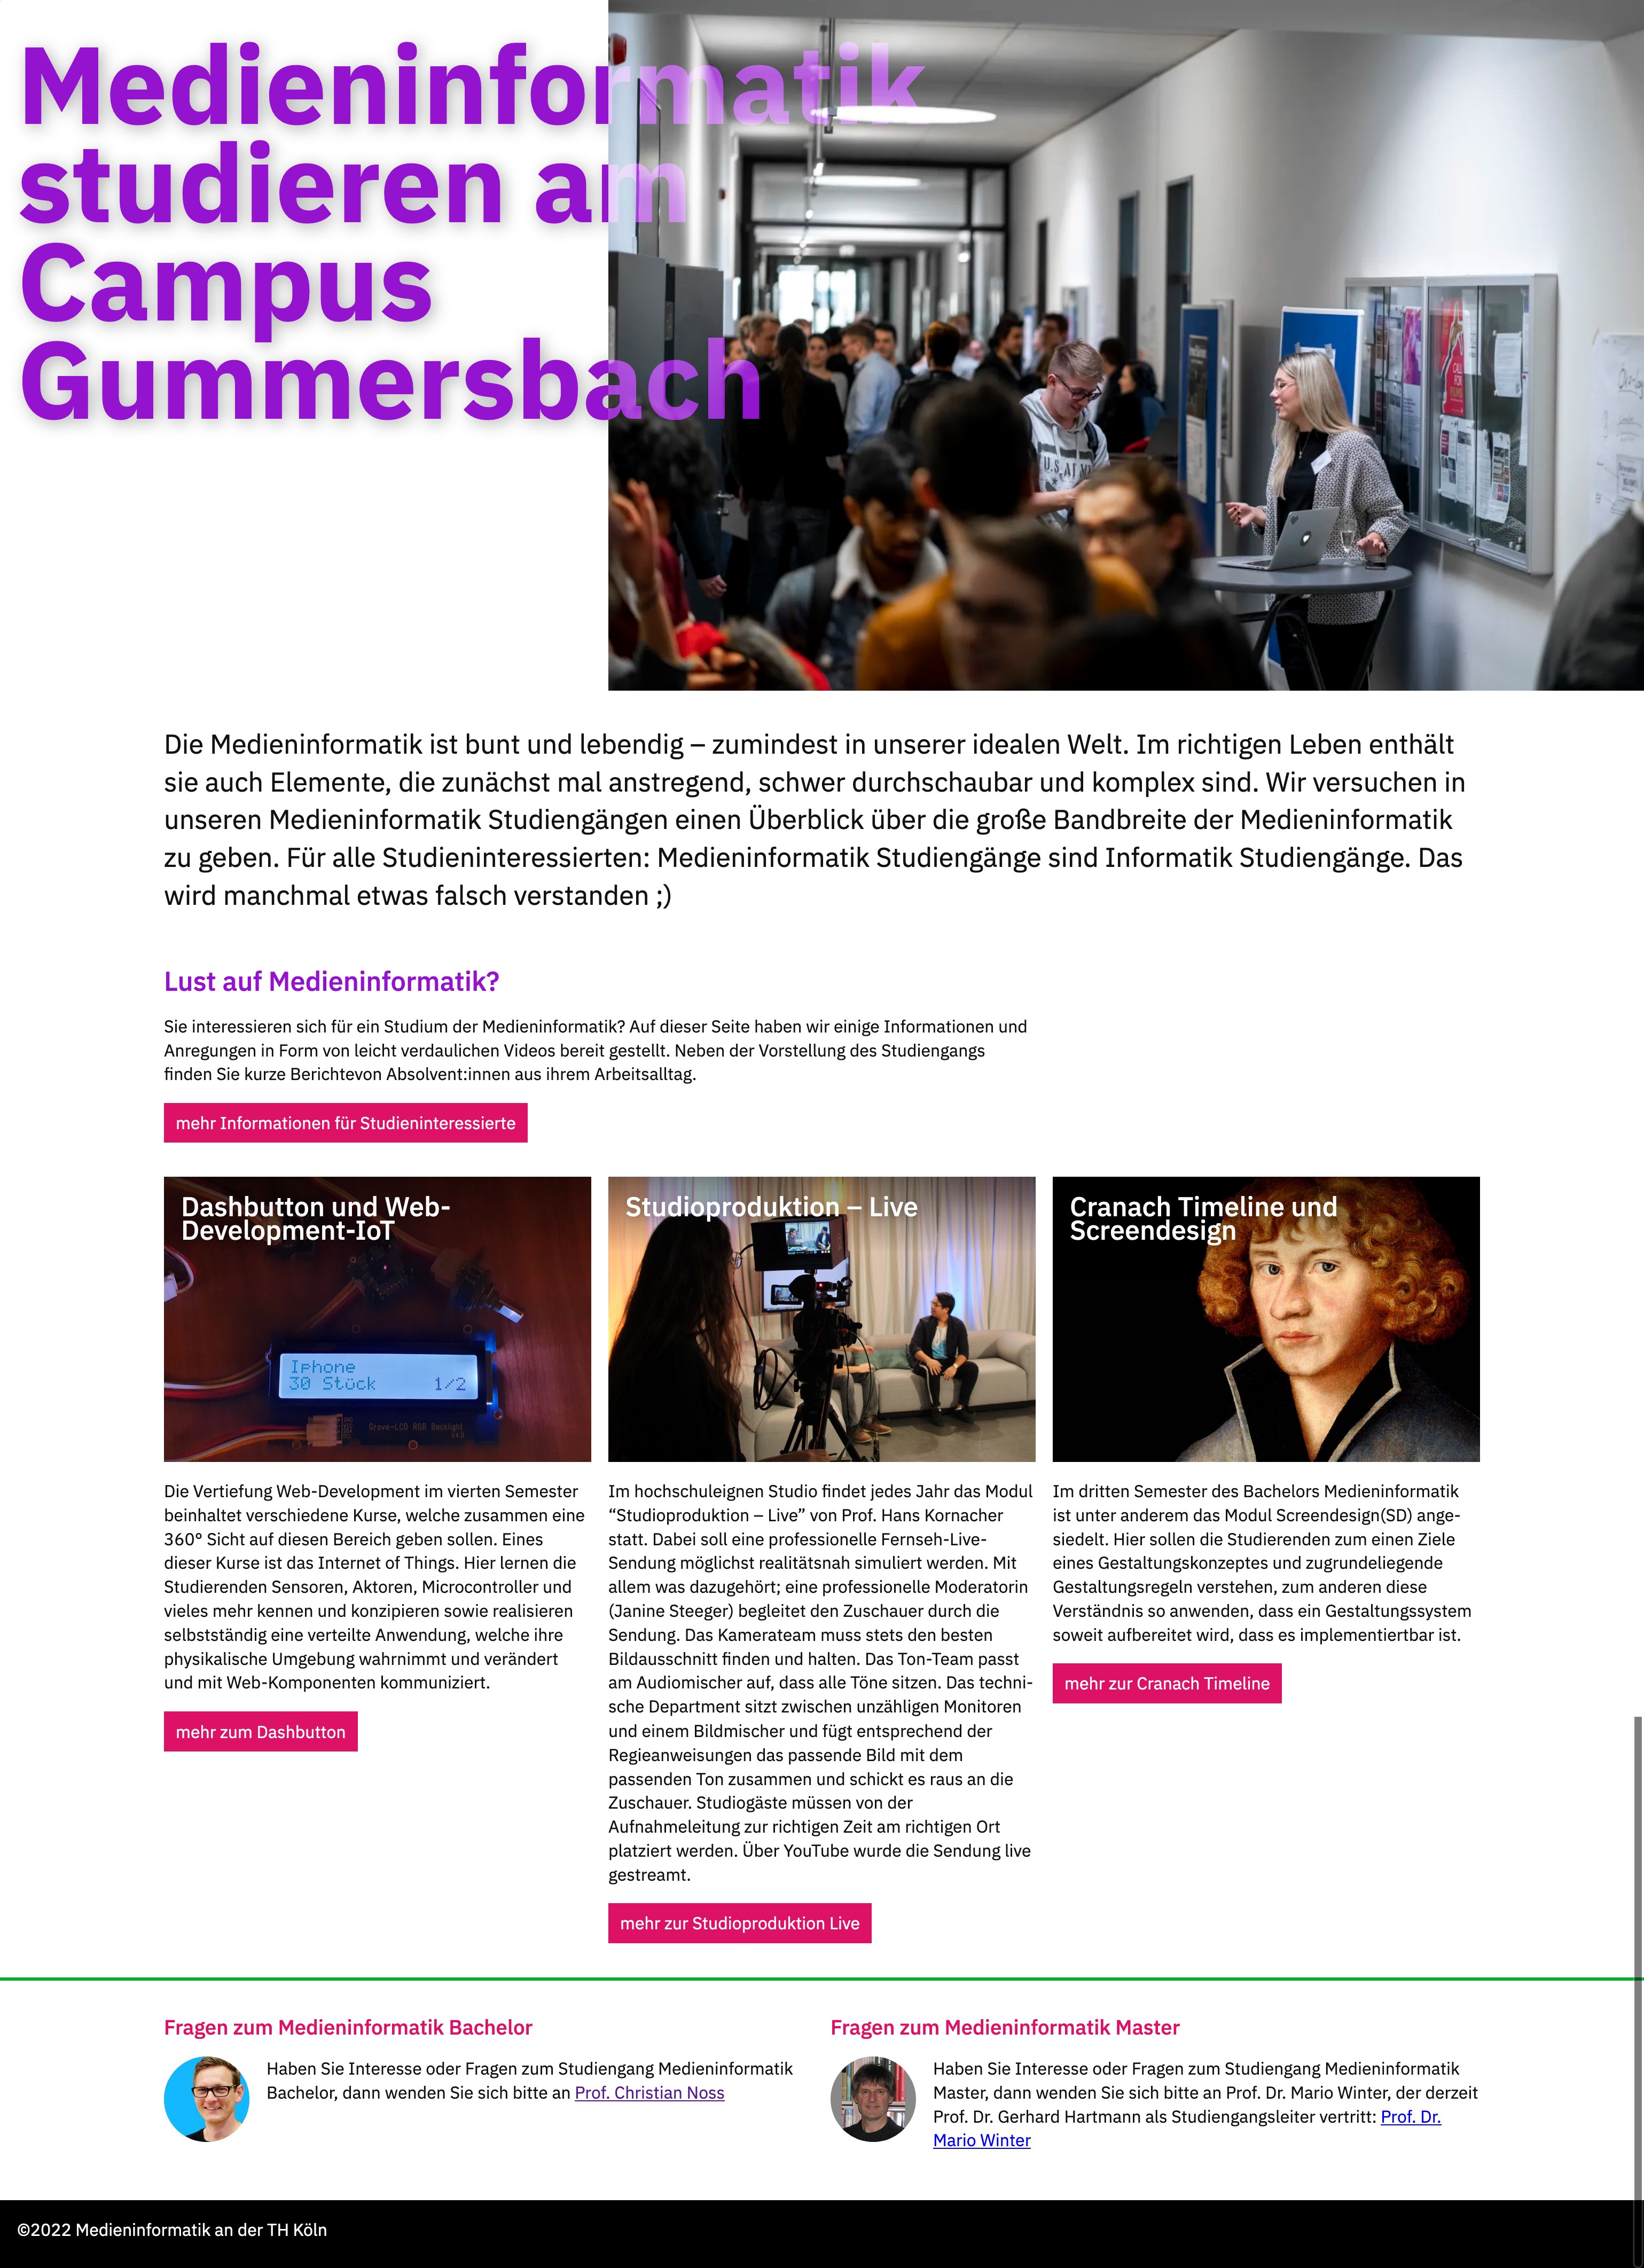 Medieninformatik
studieren am
Campus
Gummersbach
U.S. ARMY
Die Medieninformatik ist bunt und lebendig – zumindest in unserer idealen Welt. Im richtigen Leben enthält
sie auch Elemente, die zunächst mal anstregend, schwer durchschaubar und komplex sind. Wir versuchen in
unseren Medieninformatik Studiengängen einen Überblick über die große Bandbreite der Medieninformatik
zu geben. Für alle Studieninteressierten: Medieninformatik Studiengänge sind Informatik Studiengänge. Das
wird manchmal etwas falsch verstanden ;)
Lust auf Medieninformatik?
Sie interessieren sich für ein Studium der Medieninformatik? Auf dieser Seite haben wir einige Informationen und
Anregungen in Form von leicht verdaulichen Videos bereit gestellt. Neben der Vorstellung des Studiengangs
finden Sie kurze Berichtevon Absolvent:innen aus ihrem Arbeitsalltag.
mehr Informationen für Studieninteressierte
Dashbutton und Web-
Development-IoT
Iphone
30 Stück 1/2
Grove-LCD RGB Backlight
Die Vertiefung Web-Development im vierten Semester
beinhaltet verschiedene Kurse, welche zusammen eine
360° Sicht auf diesen Bereich geben sollen. Eines
dieser Kurse ist das Internet of Things. Hier lernen die
Studierenden Sensoren, Aktoren, Microcontroller und
vieles mehr kennen und konzipieren sowie realisieren
selbstständig eine verteilte Anwendung, welche ihre
physikalische Umgebung wahrnimmt und verändert
und mit Web-Komponenten kommuniziert.
mehr zum Dashbutton
Studioproduktion – Live
Im hochschuleignen Studio findet jedes Jahr das Modul
“Studioproduktion – Live” von Prof. Hans Kornacher
statt. Dabei soll eine professionelle Fernseh-Live-
Sendung möglichst realitätsnah simuliert werden. Mit
allem was dazugehört; eine professionelle Moderatorin
(Janine Steeger) begleitet den Zuschauer durch die
Sendung. Das Kamerateam muss stets den besten
Bildausschnitt finden und halten. Das Ton-Team passt
am Audiomischer auf, dass alle Töne sitzen. Das techni-
sche Department sitzt zwischen unzähligen Monitoren
und einem Bildmischer und fügt entsprechend der
Regieanweisungen das passende Bild mit dem
passenden Ton zusammen und schickt es raus an die
Zuschauer. Studiogäste müssen von der
Aufnahmeleitung zur richtigen Zeit am richtigen Ort
platziert werden. Über YouTube wurde die Sendung live
gestreamt.
mehr zur Studioproduktion Live
Cranach Timeline und
Screendesign
Im dritten Semester des Bachelors Medieninformatik
ist unter anderem das Modul Screendesign(SD) ange-
siedelt. Hier sollen die Studierenden zum einen Ziele
eines Gestaltungskonzeptes und zugrundeliegende
Gestaltungsregeln verstehen, zum anderen diese
Verständnis so anwenden, dass ein Gestaltungssystem
soweit aufbereitet wird, dass es implementiertbar ist.
mehr zur Cranach Timeline
Fragen zum Medieninformatik Bachelor
Haben Sie Interesse oder Fragen zum Studiengang Medieninformatik
Bachelor, dann wenden Sie sich bitte an Prof. Christian Noss
Fragen zum Medieninformatik Master
Haben Sie Interesse oder Fragen zum Studiengang Medieninformatik
Master, dann wenden Sie sich bitte an Prof. Dr. Mario Winter, der derzeit
Prof. Dr. Gerhard Hartmann als Studiengangsleiter vertritt: Prof. Dr.
Mario Winter
©2022 Medieninformatik an der TH Köln